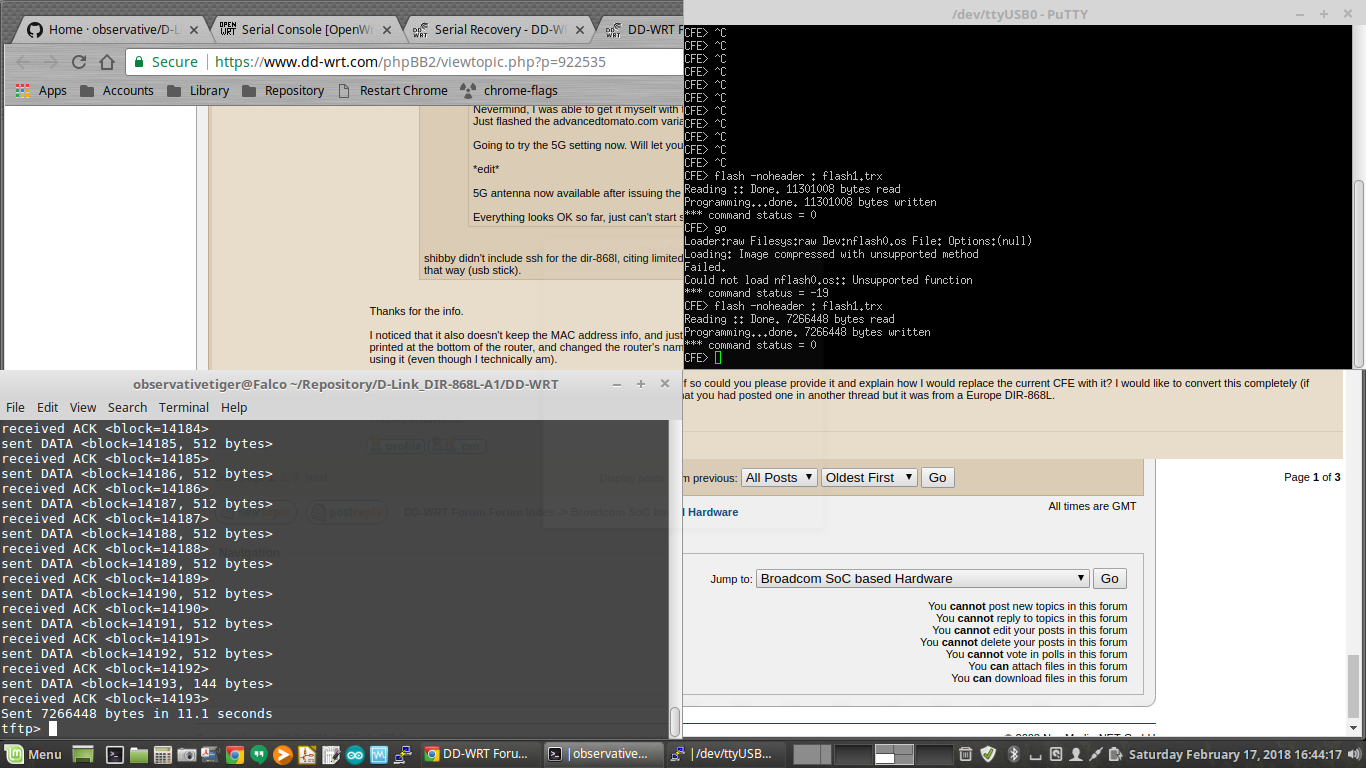 Home · observative/D-L
Serial Console [OpenWr
Serial Recovery - DD-W
DD-WRT F
Secure
https://www.dd-wrt.com/phpBB2/viewtopic.php?p=922535
Apps
Accounts
Library
Repository
Restart Chrome
chrome-flags
Nevermind, I was able to get it myself with
Just flashed the advancedtomato.com varia
Going to try the 5G setting now. Will let you
*edit*
5G antenna now available after issuing the
Everything looks OK so far, just can't start s
shibby didn't include ssh for the dir-868l, citing limited
that way (usb stick).
Thanks for the info.
I noticed that it also doesn't keep the MAC address info, and just
printed at the bottom of the router, and changed the router's nam
using it (even though I technically am).
/dev/ttyUSB0 - PuTTY
CFE> ^C
CFE> ^C
CFE> ^C
CFE> ^C
CFE> ^C
CFE> ^C
CFE> ^C
CFE> ^C
CFE> ^C
CFE> ^C
CFE> ^C
CFE> flash -noheader : flash1.trx
Reading :: Done. 11301008 bytes read
Programming...done. 11301008 bytes written
*** command status = 0
CFE> go
Loader:raw Filesys:raw Dev:nflash0.os File: Options:(null)
Loading: Image compressed with unsupported method
Failed.
Could not load nflash0.os:: Unsupported function
*** command status = -19
CFE> flash -noheader : flash1.trx
Reading :: Done. 7266448 bytes read
Programming...done. 7266448 bytes written
*** command status = 0
CFE>
f so could you please provide it and explain how I would replace the current CFE with it? I would like to convert this completely (if
at you had posted one in another thread but it was from a Europe DIR-868L.
observativetiger@Falco ~/Repository/D-Link_DIR-868L-A1/DD-WRT
File Edit View Search Terminal Help
received ACK <block=14184>
sent DATA <block=14185, 512 bytes>
received ACK <block=14185>
sent DATA <block=14186, 512 bytes>
received ACK <block=14186>
sent DATA <block=14187, 512 bytes>
received ACK <block=14187>
sent DATA <block=14188, 512 bytes>
received ACK <block=14188>
sent DATA <block=14189, 512 bytes>
received ACK <block=14189>
sent DATA <block=14190, 512 bytes>
received ACK <block=14190>
sent DATA <block=14191, 512 bytes>
received ACK <block=14191>
sent DATA <block=14192, 512 bytes>
received ACK <block=14192>
sent DATA <block=14193, 144 bytes>
received ACK <block=14193>
Sent 7266448 bytes in 11.1 seconds
tftp>
m previous: All Posts Oldest First Go
Page 1 of 3
All times are GMT
DD-WRT Forum Forum Index -> Broadcom SoC based Hardware
Navigation
Jump to: Broadcom SoC based Hardware Go
You cannot post new topics in this forum
You cannot reply to topics in this forum
You cannot edit your posts in this forum
You cannot delete your posts in this forum
You cannot vote in polls in this forum
You can attach files in this forum
You can download files in this forum
Menu
DD-WRT Foru...
|observative...
|/dev/ttyUSB...
Saturday February 17, 2018 16:44:17